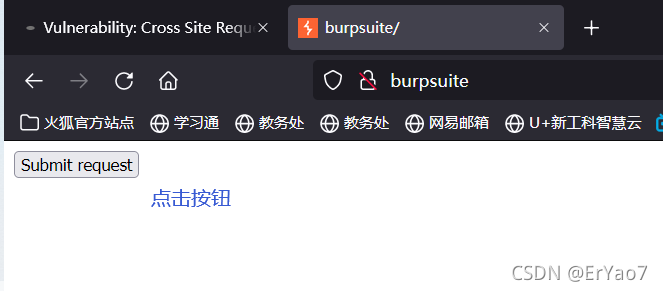 Vulnerability: Cross Site Requ
burpsuite/
burpsuite
火狐官方站点 学习通 教务处 教务处 网易邮箱 U+新工科智慧云
Submit request
点击按钮
CSDN @ErYao7